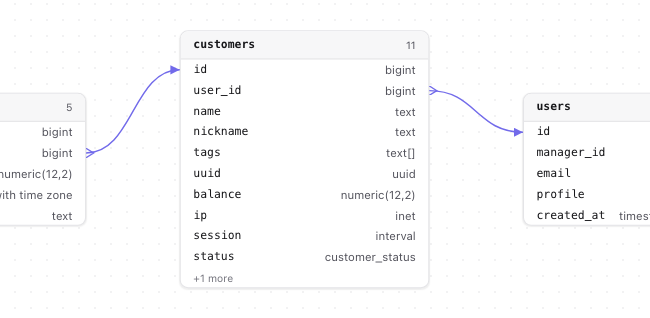 5
bigint
bigint
numeric(12,2)
with time zone
text
customers 11
id bigint
user_id bigint
name text
nickname text
tags text[]
uuid uuid
balance numeric(12,2)
ip inet
session interval
status customer_status
+1 more
users
id
manager_id
email
profile
created_at timest